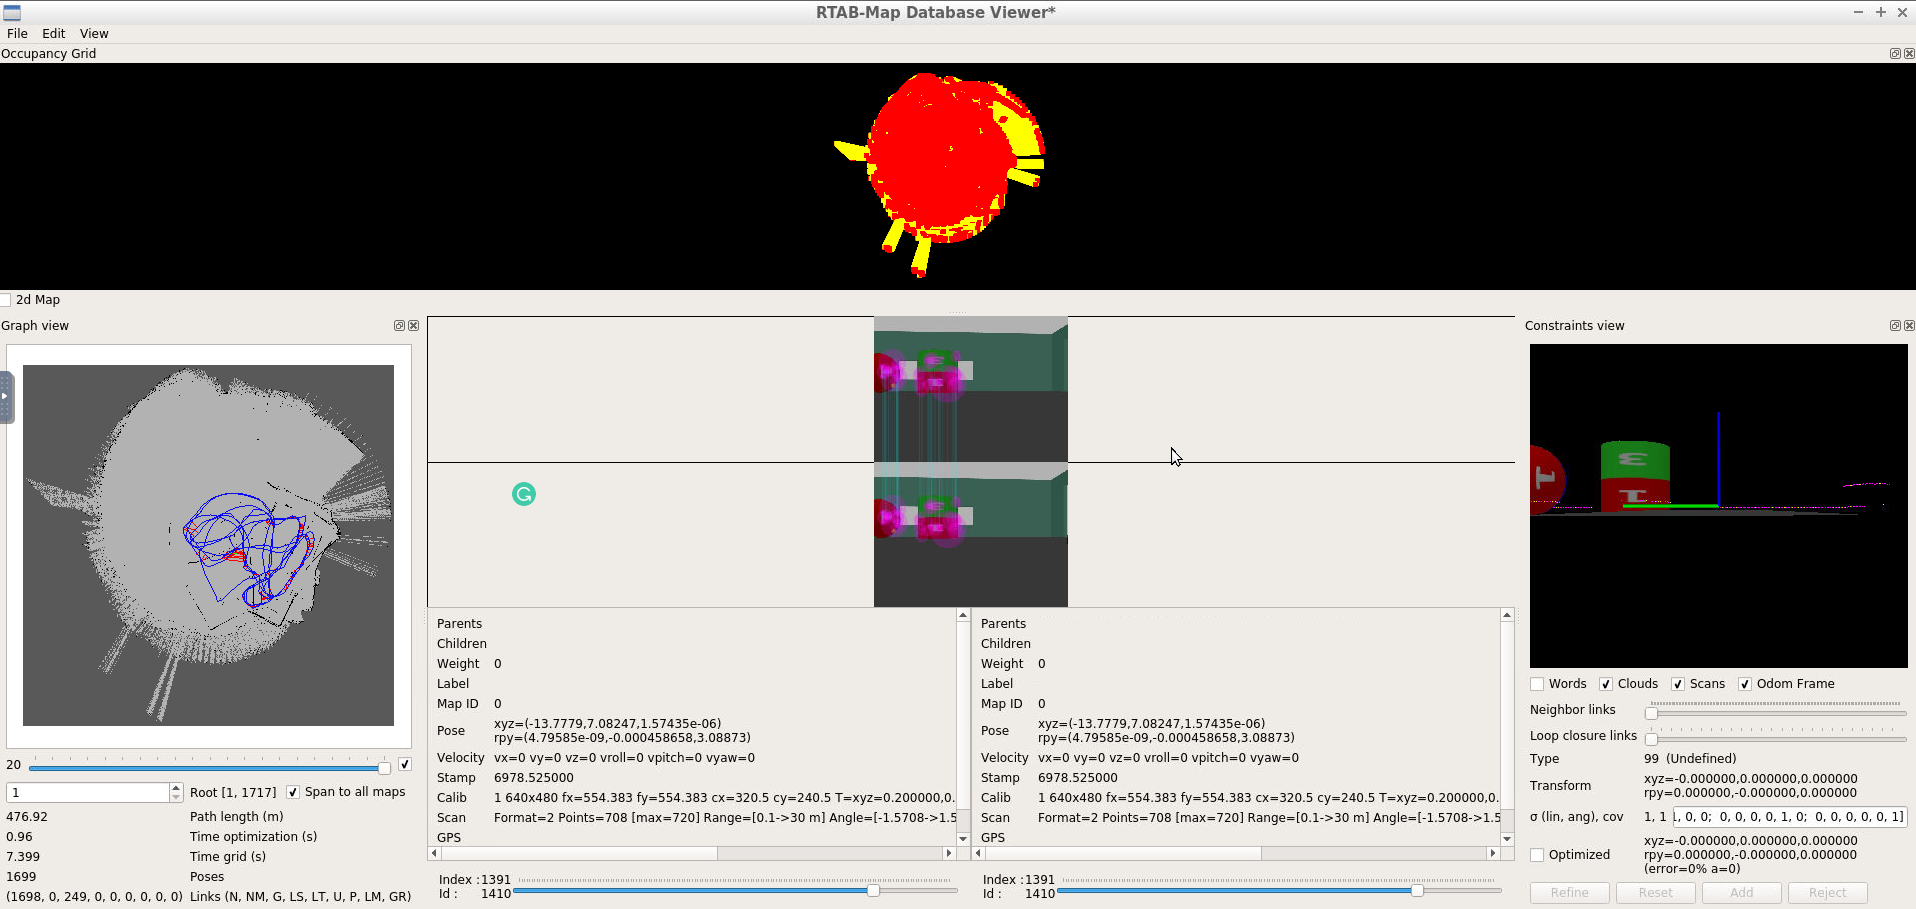 RTAB-Map Database Viewer*
File Edit View
Occupancy Grid
2d Map
Graph view
Constraints view
20
1 Root [1, 1717] Span to all maps
476.92 Path length (m)
0.96 Time optimization (s)
7.399 Time grid (s)
1699 Poses
(1698, 0, 249, 0, 0, 0, 0, 0, 0) Links (N, NM, G, LS, LT, U, P, LM, GR)
Parents
Children
Weight 0
Label
Map ID 0
Pose xyz=(-13.7779,7.08247,1.57435e-06)
rpy=(4.79585e-09,-0.000458658,3.08873)
Velocity vx=0 vy=0 vz=0 vroll=0 vpitch=0 vyaw=0
Stamp 6978.525000
Calib 1 640x480 fx=554.383 fy=554.383 cx=320.5 cy=240.5 T=xyz=0.200000,0.
Scan Format=2 Points=708 [max=720] Range=[0.1->30 m] Angle=[-1.5708->1.5
GPS
Index :1391
Id : 1410
Parents
Children
Weight 0
Label
Map ID 0
Pose xyz=(-13.7779,7.08247,1.57435e-06)
rpy=(4.79585e-09,-0.000458658,3.08873)
Velocity vx=0 vy=0 vz=0 vroll=0 vpitch=0 vyaw=0
Stamp 6978.525000
Calib 1 640x480 fx=554.383 fy=554.383 cx=320.5 cy=240.5 T=xyz=0.200000,0.
Scan Format=2 Points=708 [max=720] Range=[0.1->30 m] Angle=[-1.5708->1.5
GPS
Index :1391
Id : 1410
Words Clouds Scans Odom Frame
Neighbor links
Loop closure links
Type 99 (Undefined)
Transform xyz=-0.000000,0.000000,0.000000
rpy=0.000000,-0.000000,0.000000
σ (lin, ang), cov 1, 1 1, 0, 0; 0, 0, 0, 0, 1, 0; 0, 0, 0, 0, 0, 1]
Optimized xyz=-0.000000,0.000000,0.000000
rpy=0.000000,-0.000000,0.000000
(error=0% a=0)
Refine Reset Add Reject